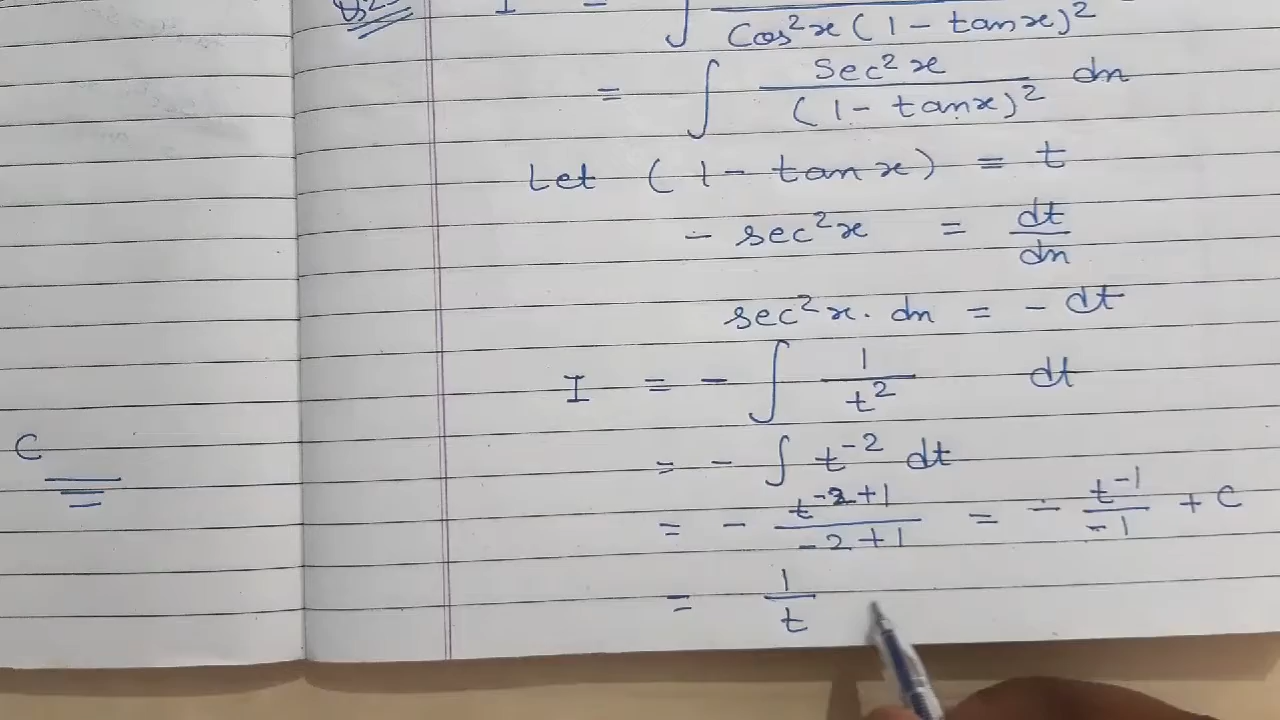 I = ∫ cos²x (1 - tanx)²
= ∫ sec²x / (1 - tanx)² dx
Let (1 - tanx) = t
- sec²x = dt/dx
sec²x. dx = - dt
I = - ∫ 1/t² dt
C
= - ∫ t⁻² dt
= - t⁻²⁺¹/-2+1 = - t⁻¹/-1 + C
= 1/t